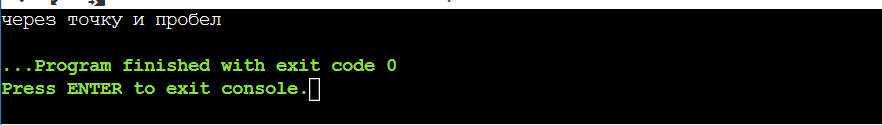 через точку и пробел
...Program finished with exit code 0
Press ENTER to exit console.